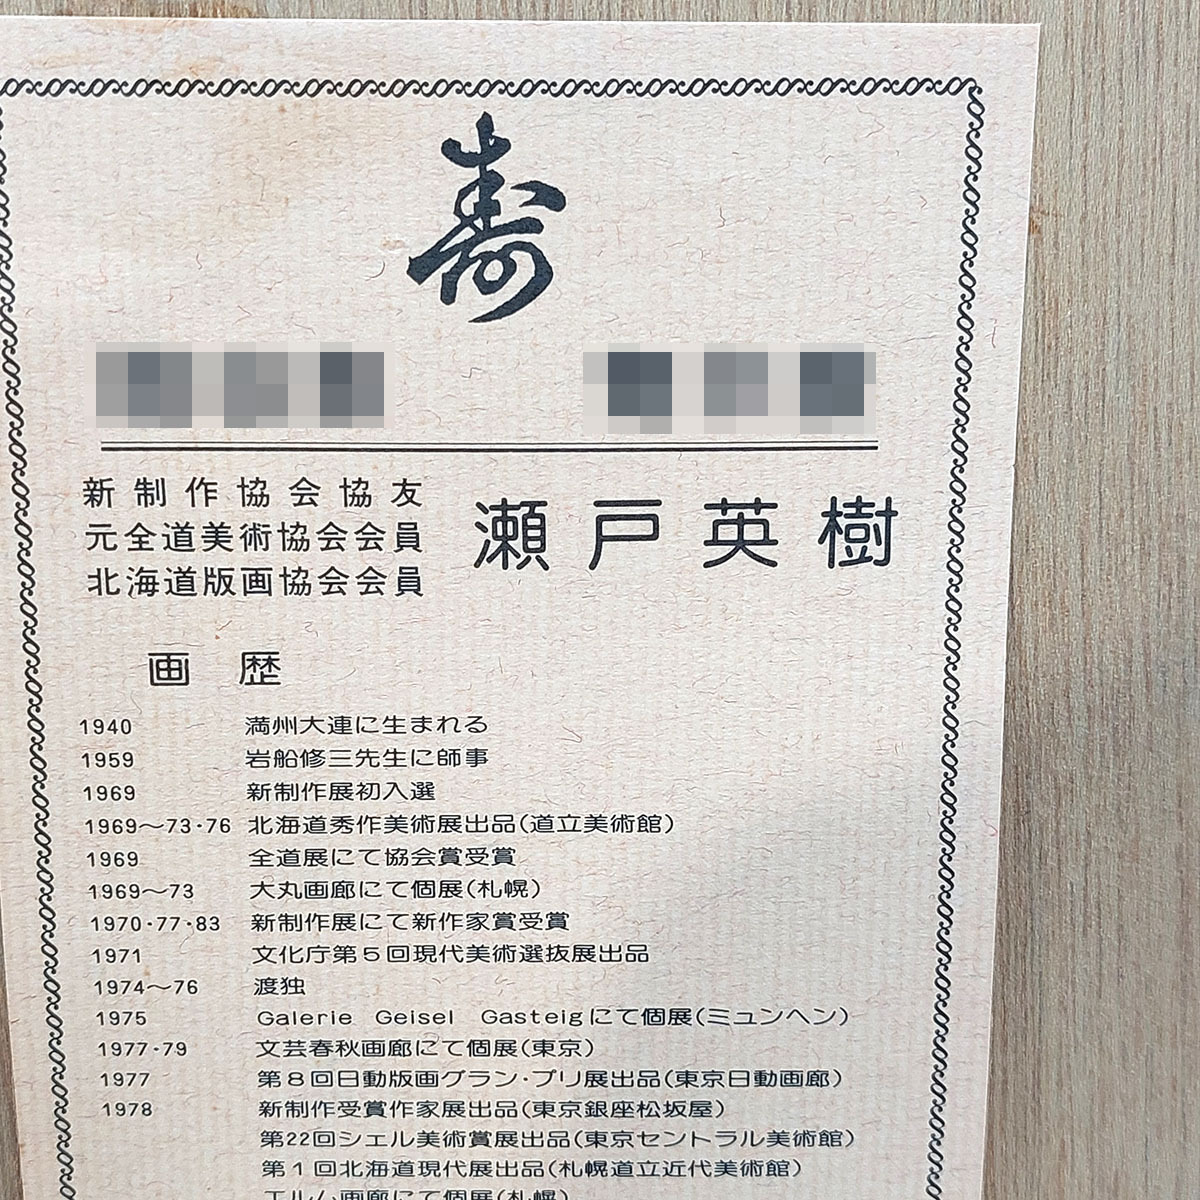 寿
新制作協会協友
元全道美術協会会員
北海道版画協会会員
瀬戸英樹
画 歴
1940 満州大連に生まれる
1959 岩船修三先生に師事
1969 新制作展初入選
1969〜73・76 北海道秀作美術展出品(道立美術館)
1969 全道展にて協会賞受賞
1969〜73 大丸画廊にて個展(札幌)
1970・77・83 新制作展にて新作家賞受賞
1971 文化庁第5回現代美術選抜展出品
1974〜76 渡独
1975 Galerie Geisel Gasteigにて個展(ミュンヘン)
1977・79 文芸春秋画廊にて個展(東京)
1977 第8回日動版画グラン・プリ展出品(東京日動画廊)
1978 新制作受賞作家展出品(東京銀座松坂屋)
第22回シェル美術賞展出品(東京セントラル美術館)
第1回北海道現代展出品(札幌道立近代美術館)
エルム画廊にて個展(札幌)